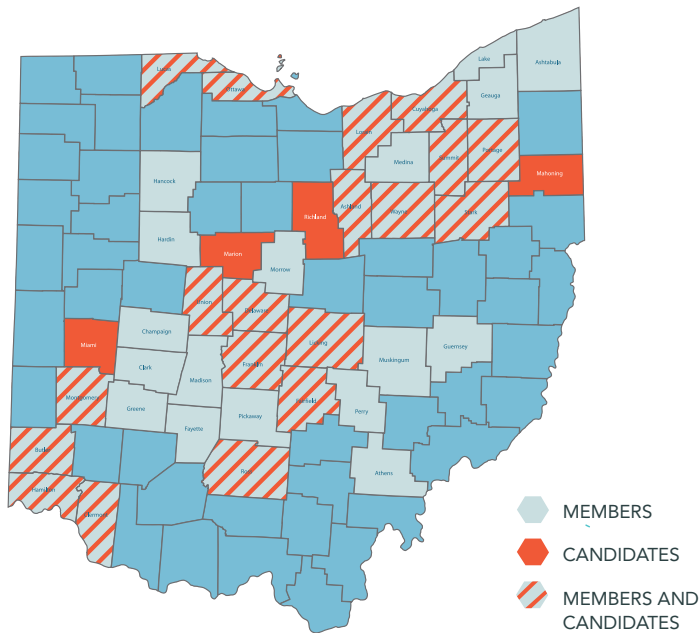 Lake
Ashtabula
Lucas
Geauga
Ottawa
Cuyahoga
Lorain
Medina
Summit
Portage
Hancock
Mahoning
Ashland
Wayne
Stark
Richland
Hardin
Marion
Morrow
Union
Delaware
Champaign
Licking
Miami
Guernsey
Muskingum
Clark
Franklin
Madison
Montgomery
Fairfield
Greene
Perry
Pickaway
Fayette
Butler
Ross
Athens
Hamilton
Clermont
MEMBERS
CANDIDATES
MEMBERS AND
CANDIDATES